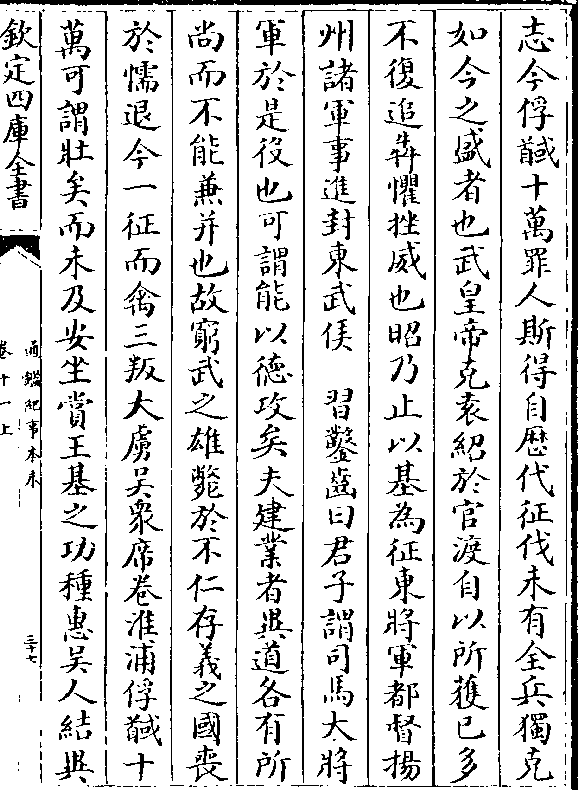 志今俘馘十萬罪人斯得自歴代征伐未有全兵獨克
如今之盛者也武皇帝克袁紹於官渡自以所獲已多
不復追奔懼挫威也昭乃止以基為征東將軍都督揚
州諸軍事進封東武侯　習鑿齒曰君子謂司馬大將
軍於是役也可謂能以德攻矣夫建業者異道各有所
尚而不能兼并也故窮武之雄斃於不仁存義之國喪
於懦退今一征而禽三叛大虜吴衆席卷淮浦俘馘十
萬可謂壯矣而未及安坐賞王基之功種惠吴人結異
欽定四庫全書
通鑑紀事本末
卷十一上
三十七